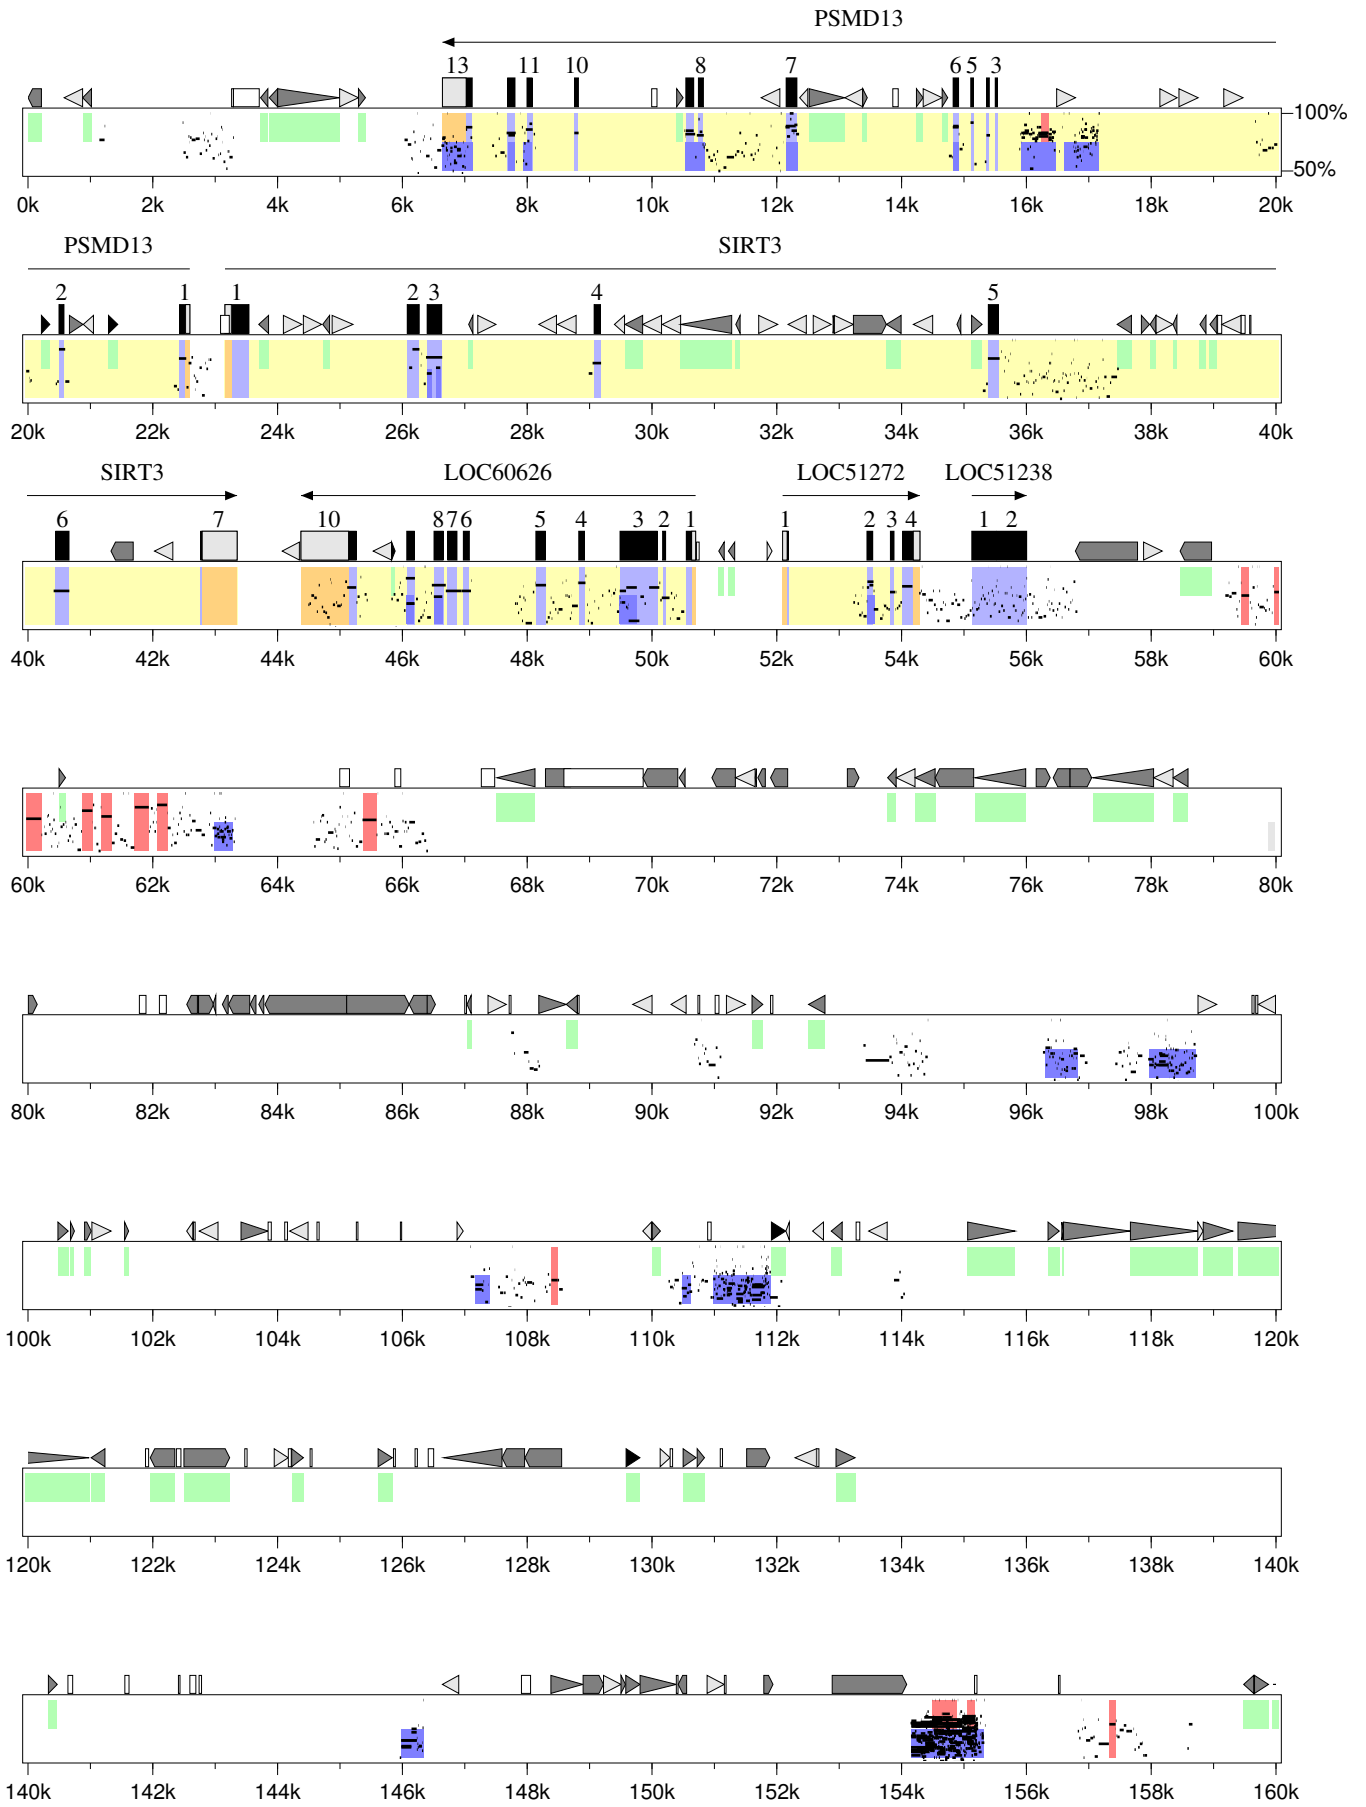 PSMD13
13 11 10 8 7 6 5 3
100%
50%
0k 2k 4k 6k 8k 10k 12k 14k 16k 18k 20k
PSMD13 SIRT3
2 1 1 2 3 4 5
20k 22k 24k 26k 28k 30k 32k 34k 36k 38k 40k
SIRT3 LOC60626 LOC51272 LOC51238
6 7 10 8 7 6 5 4 3 2 1 1 2 3 4 1 2
40k 42k 44k 46k 48k 50k 52k 54k 56k 58k 60k
60k 62k 64k 66k 68k 70k 72k 74k 76k 78k 80k
80k 82k 84k 86k 88k 90k 92k 94k 96k 98k 100k
100k 102k 104k 106k 108k 110k 112k 114k 116k 118k 120k
120k 122k 124k 126k 128k 130k 132k 134k 136k 138k 140k
140k 142k 144k 146k 148k 150k 152k 154k 156k 158k 160k